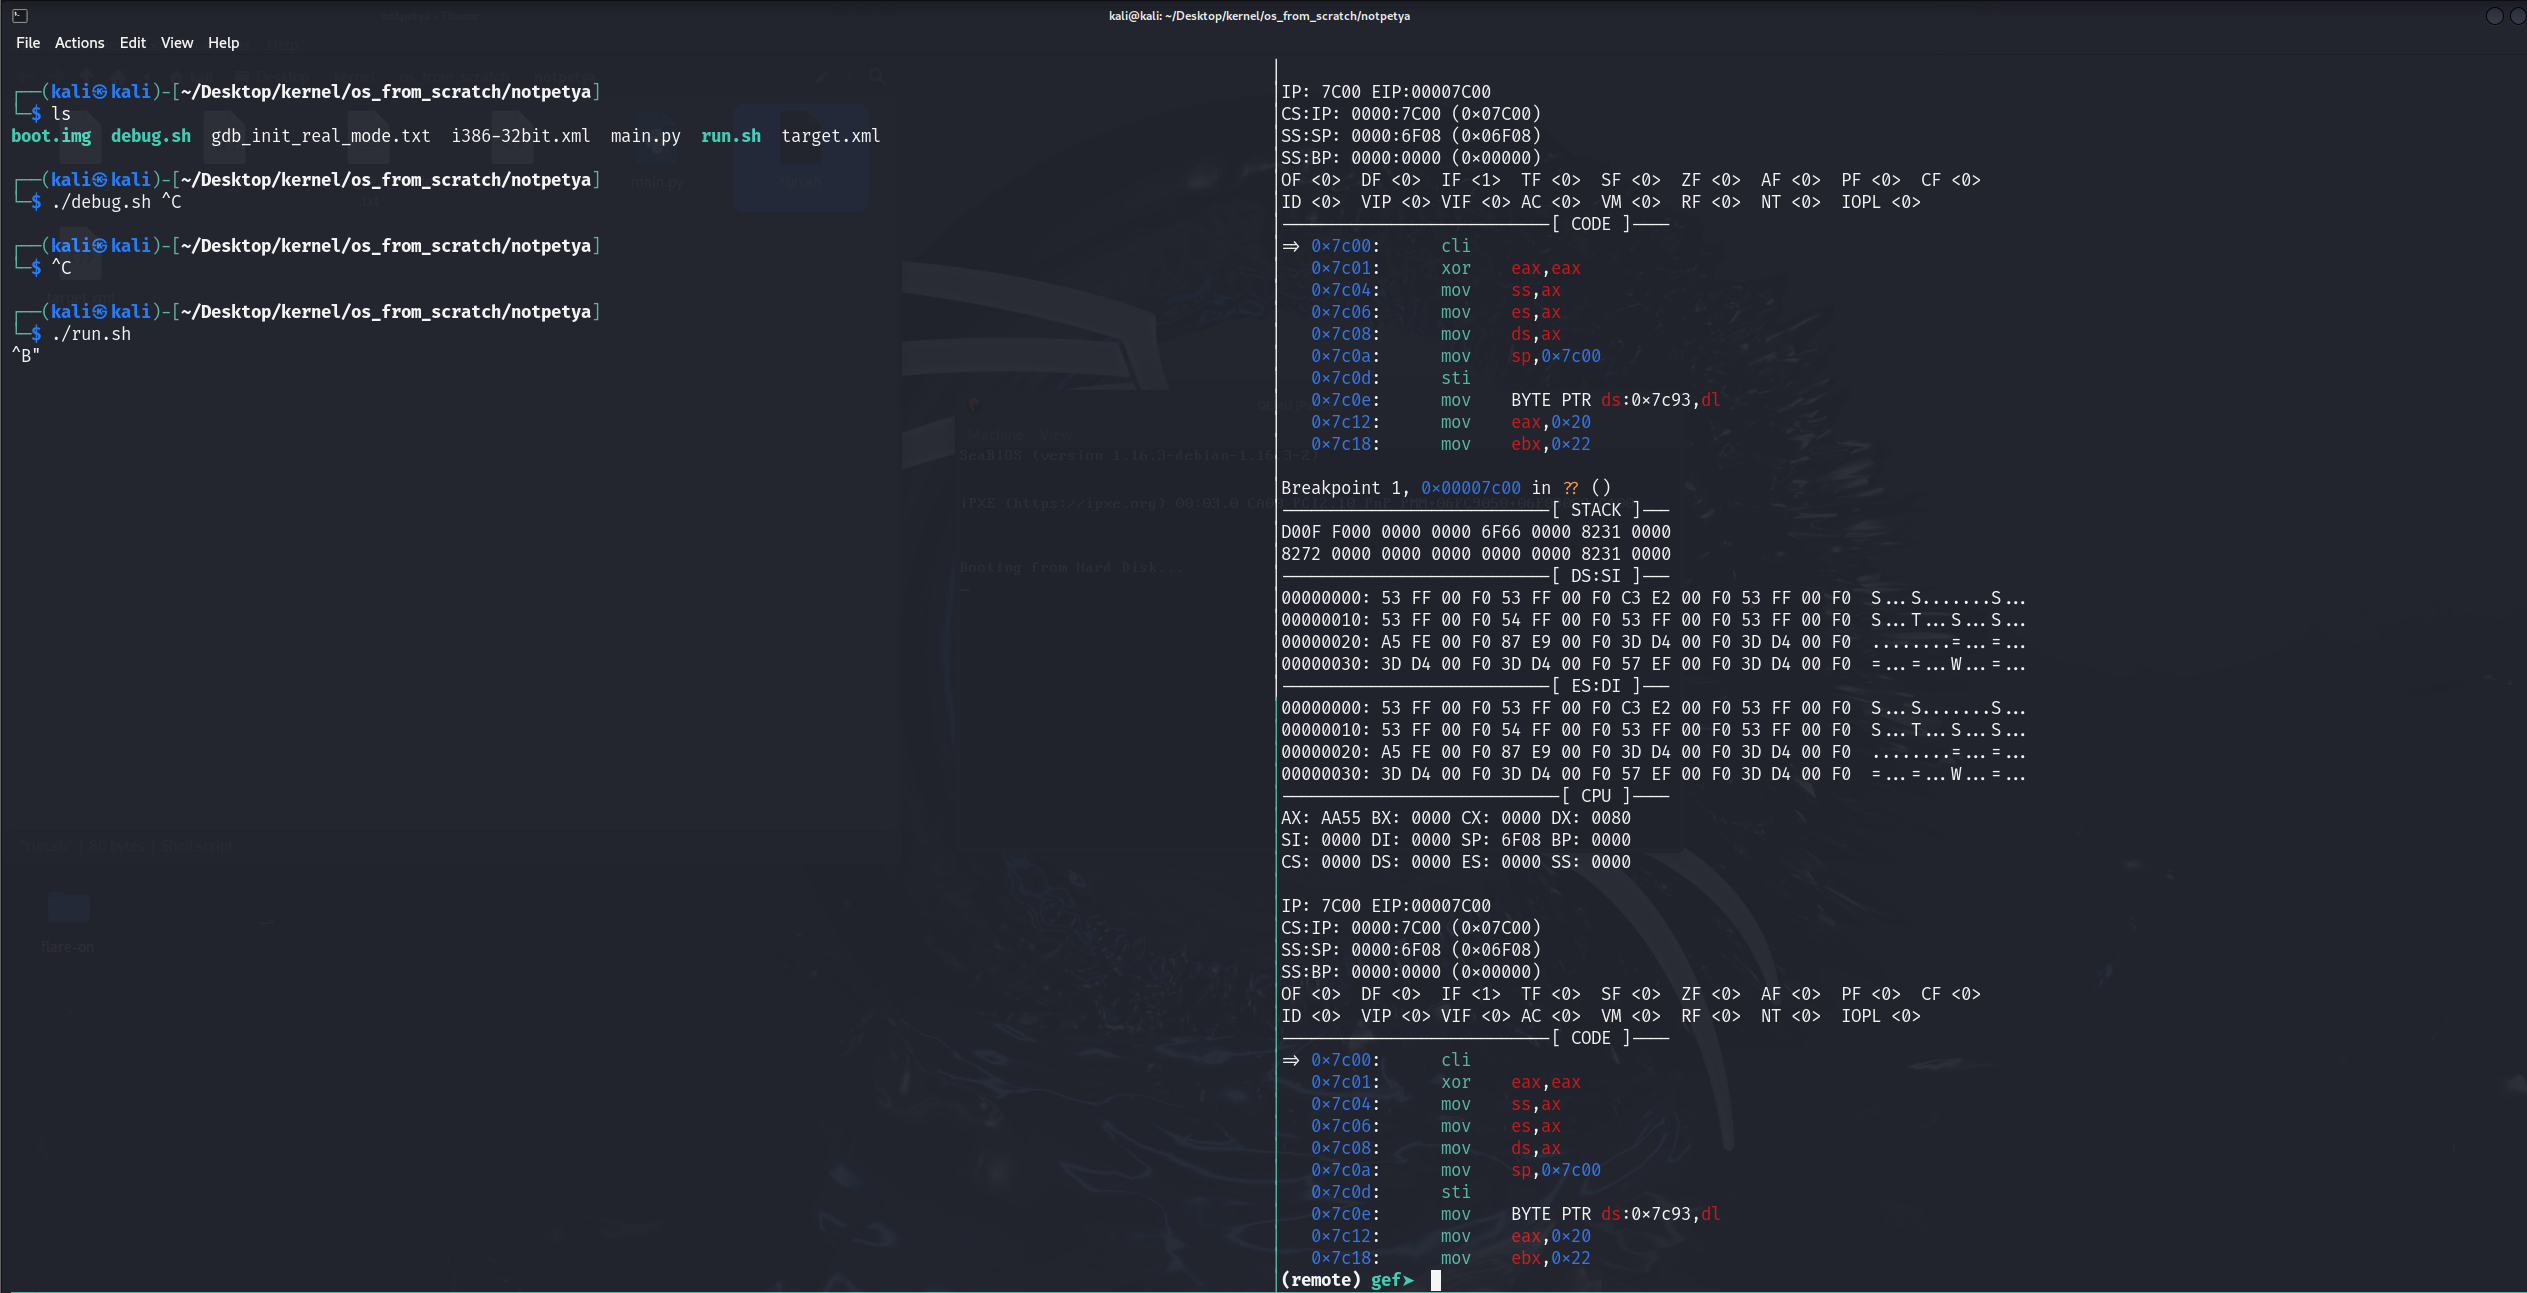 kali@kali: ~/Desktop/kernel/os_from_scratch/notpetya
File Actions Edit View Help
┌──(kali㉿kali)-[~/Desktop/kernel/os_from_scratch/notpetya]
└─$ ls
boot.img debug.sh gdb_init_real_mode.txt i386-32bit.xml main.py run.sh target.xml
┌──(kali㉿kali)-[~/Desktop/kernel/os_from_scratch/notpetya]
└─$ ./debug.sh ^C
┌──(kali㉿kali)-[~/Desktop/kernel/os_from_scratch/notpetya]
└─$ ^C
┌──(kali㉿kali)-[~/Desktop/kernel/os_from_scratch/notpetya]
└─$ ./run.sh
^B"
main.py
SeaBIOS (version 1.16.3-debian-1.16.3-2)
Booting from Hard Disk...
flare-on
IP: 7C00 EIP:00007C00
CS:IP: 0000:7C00 (0×07C00)
SS:SP: 0000:6F08 (0×06F08)
SS:BP: 0000:0000 (0×00000)
OF <0> DF <0> IF <1> TF <0> SF <0> ZF <0> AF <0> PF <0> CF <0>
ID <0> VIP <0> VIF <0> AC <0> VM <0> RF <0> NT <0> IOPL <0>
[ CODE ]
⇒ 0×7c00: cli
0×7c01: xor eax,eax
0×7c04: mov ss,ax
0×7c06: mov es,ax
0×7c08: mov ds,ax
0×7c0a: mov sp,0×7c00
0×7c0d: sti
0×7c0e: mov BYTE PTR ds:0×7c93,dl
0×7c12: mov eax,0×20
0×7c18: mov ebx,0×22
Breakpoint 1, 0×00007c00 in ?? ()
[ STACK ]
D00F F000 0000 0000 6F66 0000 8231 0000
8272 0000 0000 0000 0000 0000 8231 0000
[ DS:SI ]
00000000: 53 FF 00 F0 53 FF 00 F0 C3 E2 00 F0 53 FF 00 F0 S...S.......S...
00000010: 53 FF 00 F0 54 FF 00 F0 53 FF 00 F0 53 FF 00 F0 S...T...S...S...
00000020: A5 FE 00 F0 87 E9 00 F0 3D D4 00 F0 3D D4 00 F0 ........=...=...
00000030: 3D D4 00 F0 3D D4 00 F0 57 EF 00 F0 3D D4 00 F0 =...=...W...=...
[ ES:DI ]
00000000: 53 FF 00 F0 53 FF 00 F0 C3 E2 00 F0 53 FF 00 F0 S...S.......S...
00000010: 53 FF 00 F0 54 FF 00 F0 53 FF 00 F0 53 FF 00 F0 S...T...S...S...
00000020: A5 FE 00 F0 87 E9 00 F0 3D D4 00 F0 3D D4 00 F0 ........=...=...
00000030: 3D D4 00 F0 3D D4 00 F0 57 EF 00 F0 3D D4 00 F0 =...=...W...=...
[ CPU ]
AX: AA55 BX: 0000 CX: 0000 DX: 0080
SI: 0000 DI: 0000 SP: 6F08 BP: 0000
CS: 0000 DS: 0000 ES: 0000 SS: 0000
IP: 7C00 EIP:00007C00
CS:IP: 0000:7C00 (0×07C00)
SS:SP: 0000:6F08 (0×06F08)
SS:BP: 0000:0000 (0×00000)
OF <0> DF <0> IF <1> TF <0> SF <0> ZF <0> AF <0> PF <0> CF <0>
ID <0> VIP <0> VIF <0> AC <0> VM <0> RF <0> NT <0> IOPL <0>
[ CODE ]
⇒ 0×7c00: cli
0×7c01: xor eax,eax
0×7c04: mov ss,ax
0×7c06: mov es,ax
0×7c08: mov ds,ax
0×7c0a: mov sp,0×7c00
0×7c0d: sti
0×7c0e: mov BYTE PTR ds:0×7c93,dl
0×7c12: mov eax,0×20
0×7c18: mov ebx,0×22
(remote) gef➤